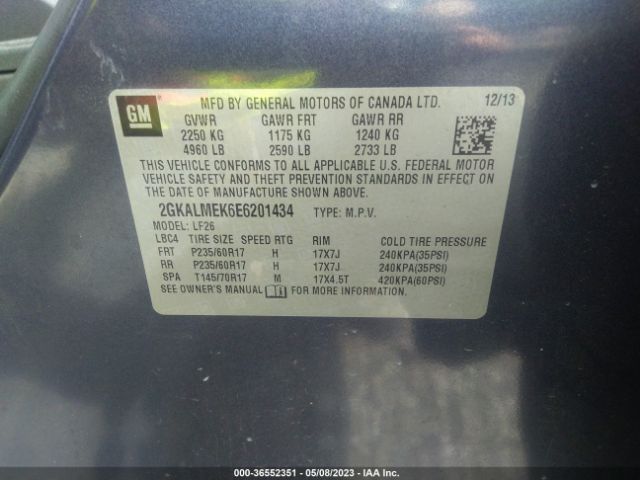 GM
MFD BY GENERAL MOTORS OF CANADA LTD. 12/13
GVWR GAWR FRT GAWR RR
2250 KG 1175 KG 1240 KG
4960 LB 2590 LB 2733 LB
THIS VEHICLE CONFORMS TO ALL APPLICABLE U.S. FEDERAL MOTOR
VEHICLE SAFETY AND THEFT PREVENTION STANDARDS IN EFFECT ON
THE DATE OF MANUFACTURE SHOWN ABOVE.
2GKALMEK6E6201434 TYPE: M.P.V.
MODEL: LF26
LBC4 TIRE SIZE SPEED RTG RIM COLD TIRE PRESSURE
FRT P235/60R17 H 17X7J 240KPA(35PSI)
RR P235/60R17 H 17X7J 240KPA(35PSI)
SPA T145/70R17 M 17X4.5T 420KPA(60PSI)
SEE OWNER'S MANUAL FOR MORE INFORMATION.
000-36552351 - 05/08/2023 - IAA Inc.